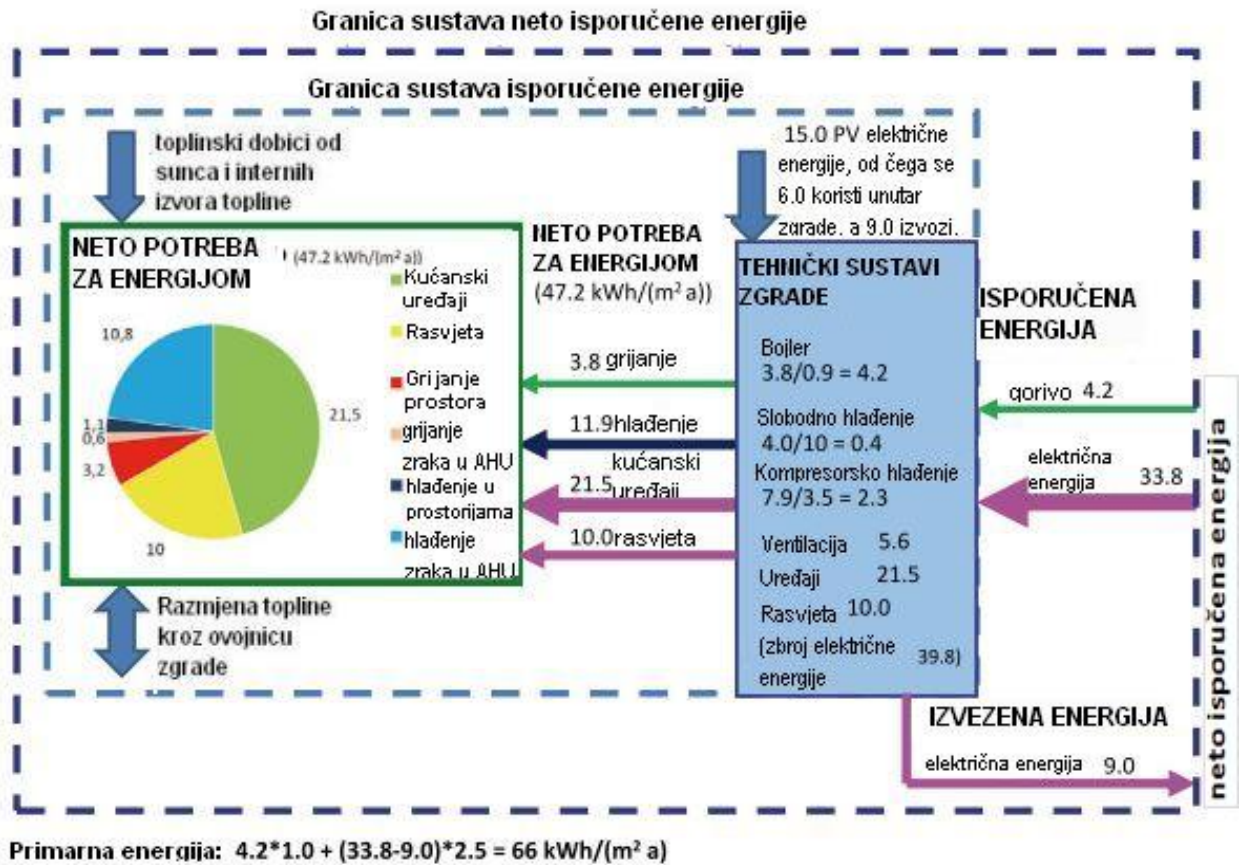 Granica sustava neto isporučene energije
Granica sustava isporučene energije
toplinski dobici od
sunca i internih
izvora topline
15.0 PV električne
energije, od čega se
6.0 koristi unutar
zgrade, a 9.0 izvozi.
NETO POTREBA
ZA ENERGIJOM
(47.2 kWh/(m² a))
10,8
1,1
0,6
3,2
10
21,5
Kućanski
uređaji
Rasvjeta
Grijanje
prostora
grijanje
zraka u AHU
hlađenje u
prostorijama
hlađenje
zraka u AHU
NETO POTREBA
ZA ENERGIJOM
(47.2 kWh/(m² a))
3.8 grijanje
11.9 hlađenje
kućanski
21.5 uređaji
10.0 rasvjeta
TEHNIČKI SUSTAVI
ZGRADE
Bojler
3.8/0.9 = 4.2
Slobodno hlađenje
4.0/10 = 0.4
Kompresorsko hlađenje
7.9/3.5 = 2.3
Ventilacija 5.6
Uređaji 21.5
Rasvjeta 10.0
(zbroj električne
energije 39.8)
ISPORUČENA
ENERGIJA
gorivo 4.2
električna
energija 33.8
IZVEZENA ENERGIJA
električna energija 9.0
neto isporučena energija
Razmjena topline
kroz ovojnicu
zgrade
Primarna energija: 4.2*1.0 + (33.8-9.0)*2.5 = 66 kWh/(m² a)